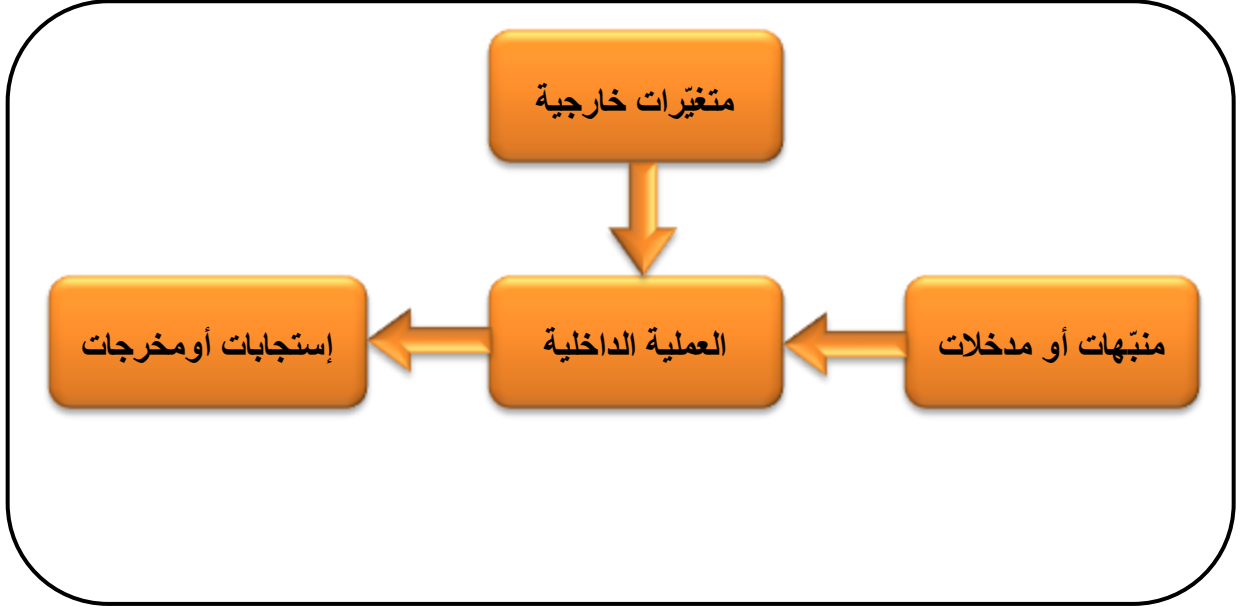 متغيّرات خارجية
منبّهات أو مدخلات
العملية الداخلية
إستجابات أومخرجات